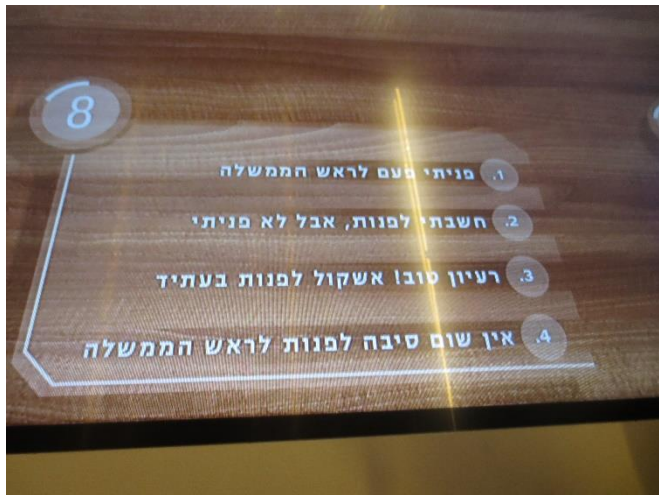 8
1. פניתי פעם לראש הממשלה
2. חשבתי לפנות, אבל לא פניתי
3. רעיון טוב! אשקול לפנות בעתיד
4. אין שום סיבה לפנות לראש הממשלה